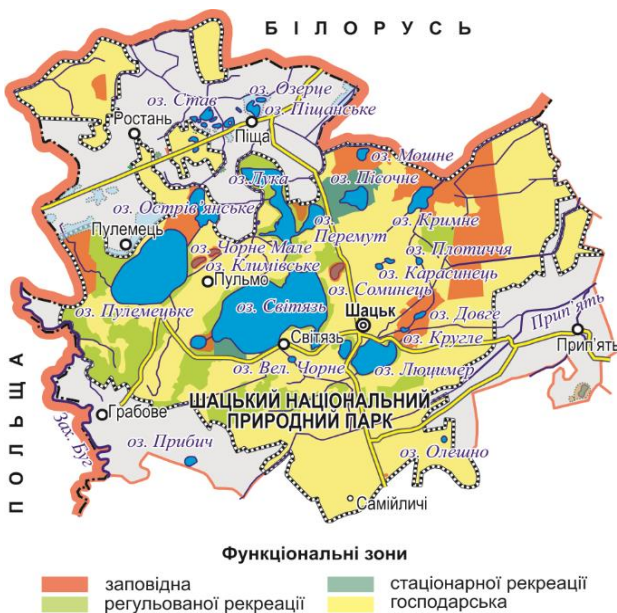 БІЛОРУСЬ
оз. Озерце
оз. Став
оз. Піщанське
Ростань
Піща
оз. Мошне
оз. Лука
оз. Пісочне
оз. Острів'янське
оз. Кримне
оз. Перемут
Пулемець
оз. Чорне Мале
оз. Плотиччя
оз. Климівське
оз. Карасинець
Пульмо
оз. Соминець
оз. Світязь
оз. Пулемецьке
Шацьк
оз. Довге
Прип'ять
Світязь
оз. Кругле
Прип'ять
оз. Вел. Чорне
оз. Люцимер
ПОЛЬЩА
Грабове
ШАЦЬКИЙ НАЦІОНАЛЬНИЙ
ПРИРОДНИЙ ПАРК
Зах. Буг
оз. Прибич
оз. Олешно
Самійличі
Функціональні зони
заповідна
стаціонарної рекреації
регульованої рекреації
господарська